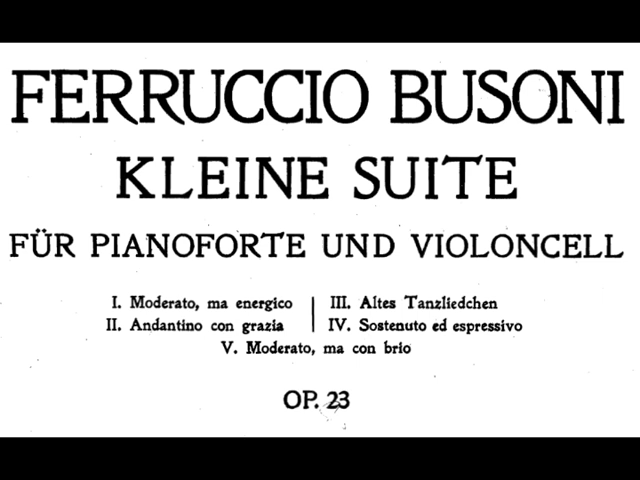 FERRUCCIO BUSONI
KLEINE SUITE
FÜR PIANOFORTE UND VIOLONCELL
I. Moderato, ma energico
II. Andantino con grazia
III. Altes Tanzliedchen
IV. Sostenuto ed espressivo
V. Moderato, ma con brio
OP. 23